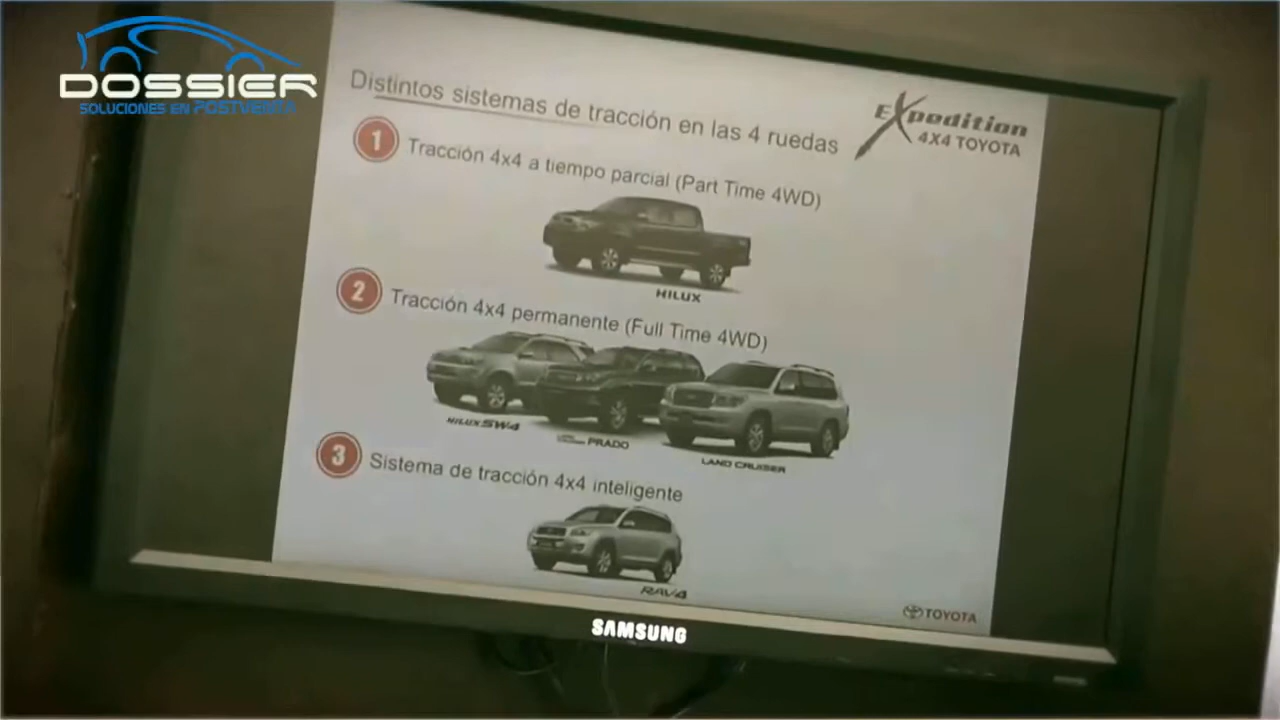 DOSSIER
SOLUCIONES EN POSTVENTA
Distintos sistemas de tracción en las 4 ruedas
EXpedition
4X4 TOYOTA
1 Tracción 4x4 a tiempo parcial (Part Time 4WD)
HILUX
2 Tracción 4x4 permanente (Full Time 4WD)
HILUX SW4
PRADO
LAND CRUISER
3 Sistema de tracción 4x4 inteligente
RAV4
TOYOTA
SAMSUNG